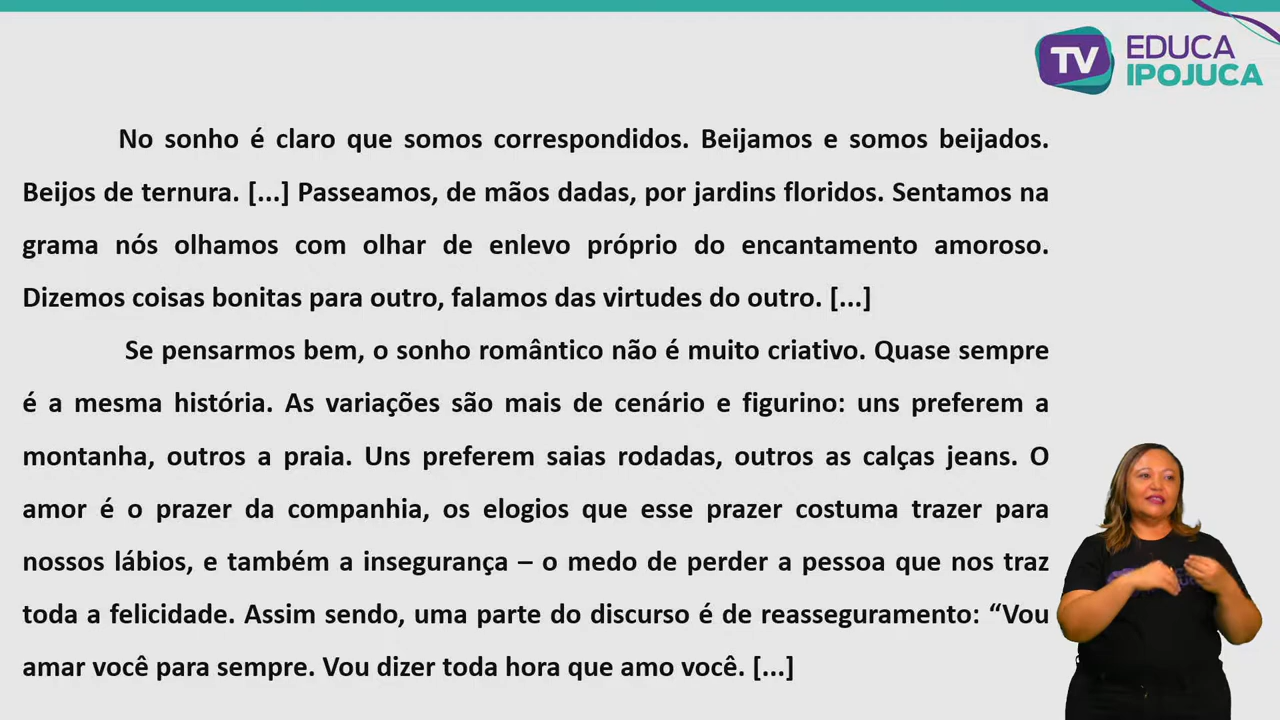 TV EDUCA
IPOJUCA
No sonho é claro que somos correspondidos. Beijamos e somos beijados.
Beijos de ternura. [...] Passeamos, de mãos dadas, por jardins floridos. Sentamos na
grama nós olhamos com olhar de enlevo próprio do encantamento amoroso.
Dizemos coisas bonitas para outro, falamos das virtudes do outro. [...]
Se pensarmos bem, o sonho romântico não é muito criativo. Quase sempre
é a mesma história. As variações são mais de cenário e figurino: uns preferem a
montanha, outros a praia. Uns preferem saias rodadas, outros as calças jeans. O
amor é o prazer da companhia, os elogios que esse prazer costuma trazer para
nossos lábios, e também a insegurança – o medo de perder a pessoa que nos traz
toda a felicidade. Assim sendo, uma parte do discurso é de reasseguramento: “Vou
amar você para sempre. Vou dizer toda hora que amo você. [...]